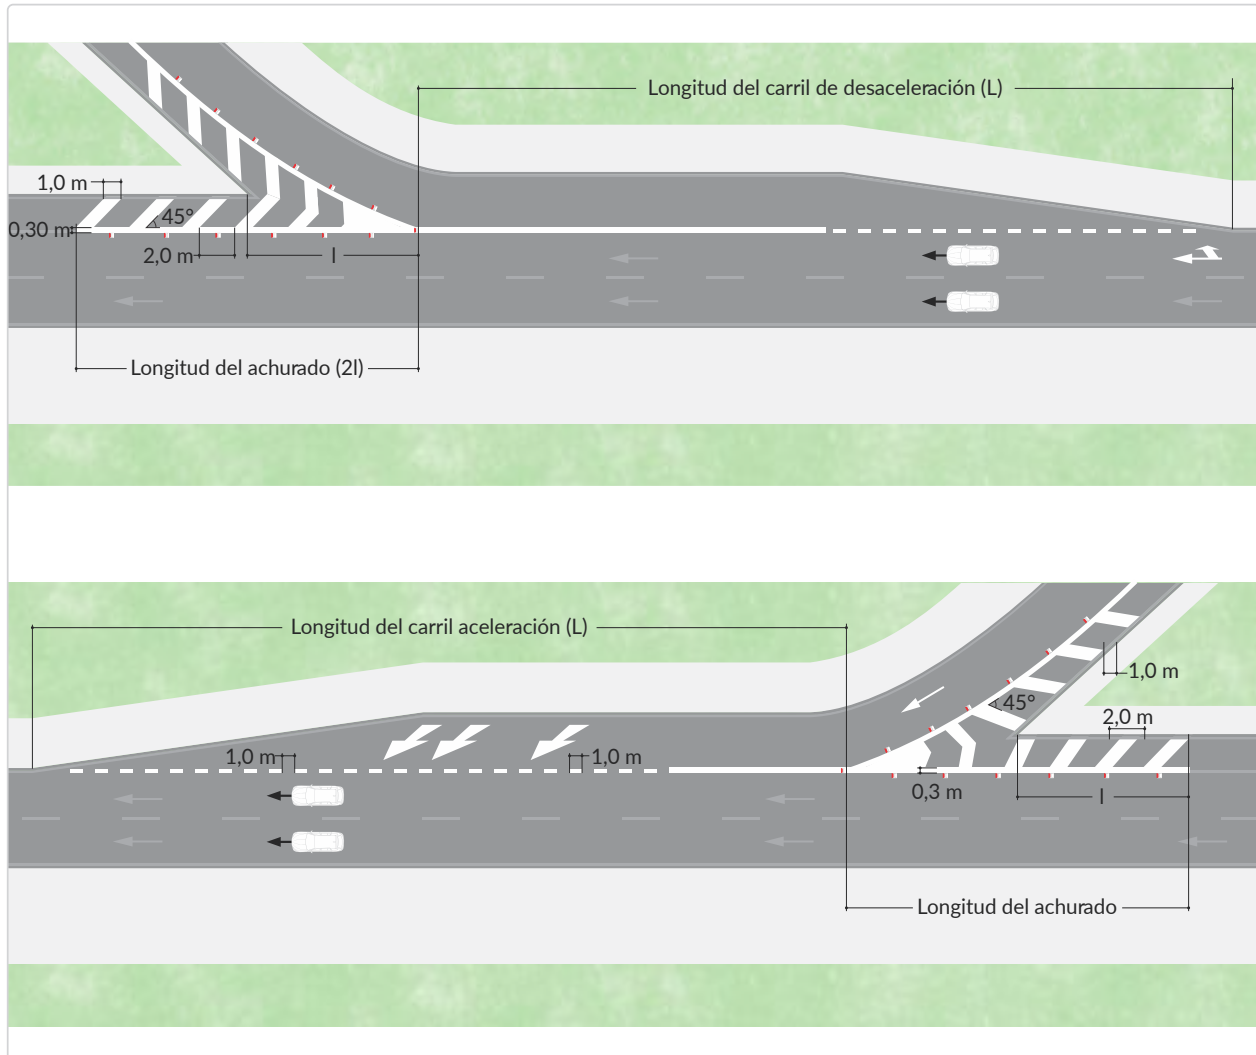 Longitud del carril de desaceleración (L)
1,0 m
45°
0,30 m
2,0 m
l
Longitud del achurado (2l)
Longitud del carril aceleración (L)
1,0 m
45°
2,0 m
1,0 m
1,0 m
0,3 m
l
Longitud del achurado